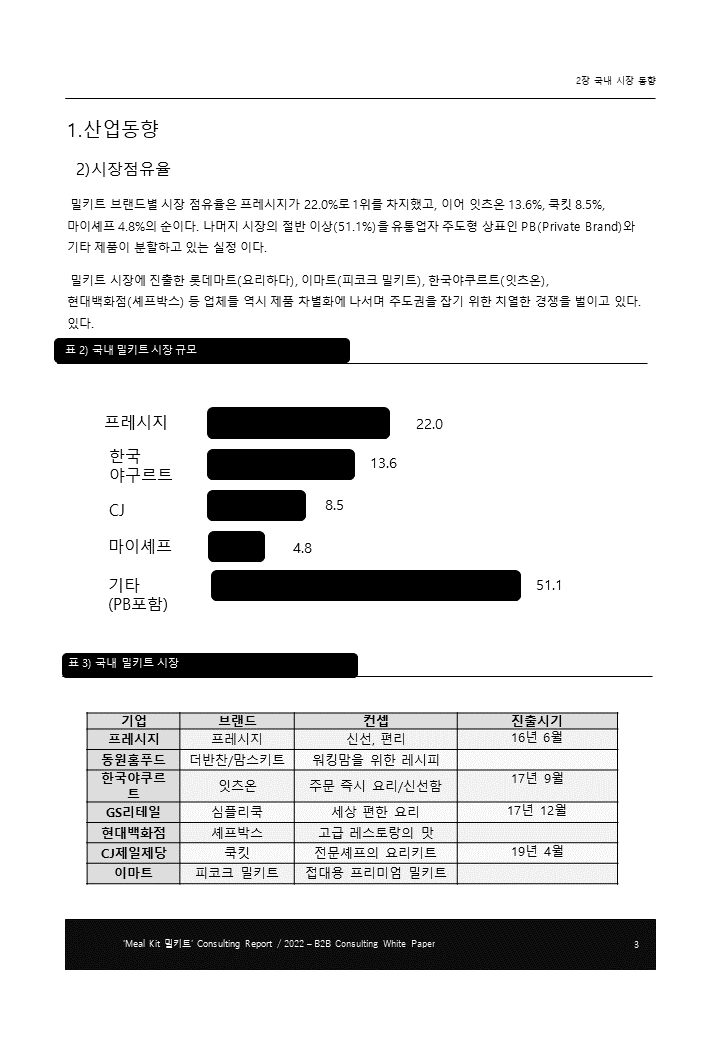 2장 국내 시장 동향
1.산업동향
2)시장점유율
밀키트 브랜드별 시장 점유율은 프레시지가 22.0%로 1위를 차지했고, 이어 잇츠온 13.6%, 쿡킷 8.5%,
마이셰프 4.8%의 순이다. 나머지 시장의 절반 이상(51.1%)을 유통업자 주도형 상표인 PB(Private Brand)와
기타 제품이 분할하고 있는 실정 이다.
밀키트 시장에 진출한 롯데마트(요리하다), 이마트(피코크 밀키트), 한국야쿠르트(잇츠온),
현대백화점(셰프박스) 등 업체들 역시 제품 차별화에 나서며 주도권을 잡기 위한 치열한 경쟁을 벌이고 있다.
있다.
표 2) 국내 밀키트 시장 규모
프레시지 22.0
한국
야구르트 13.6
CJ 8.5
마이셰프 4.8
기타
(PB포함) 51.1
표 3) 국내 밀키트 시장
기업 브랜드 컨셉 진출시기
프레시지 프레시지 신선, 편리 16년 6월
동원홈푸드 더반찬/맘스키트 워킹맘을 위한 레시피
한국야쿠르
트 잇츠온 주문 즉시 요리/신선함 17년 9월
GS리테일 심플리쿡 세상 편한 요리 17년 12월
현대백화점 셰프박스 고급 레스토랑의 맛
CJ제일제당 쿡킷 전문셰프의 요리키트 19년 4월
이마트 피코크 밀키트 접대용 프리미엄 밀키트
'Meal Kit 밀키트' Consulting Report / 2022 – B2B Consulting White Paper 3